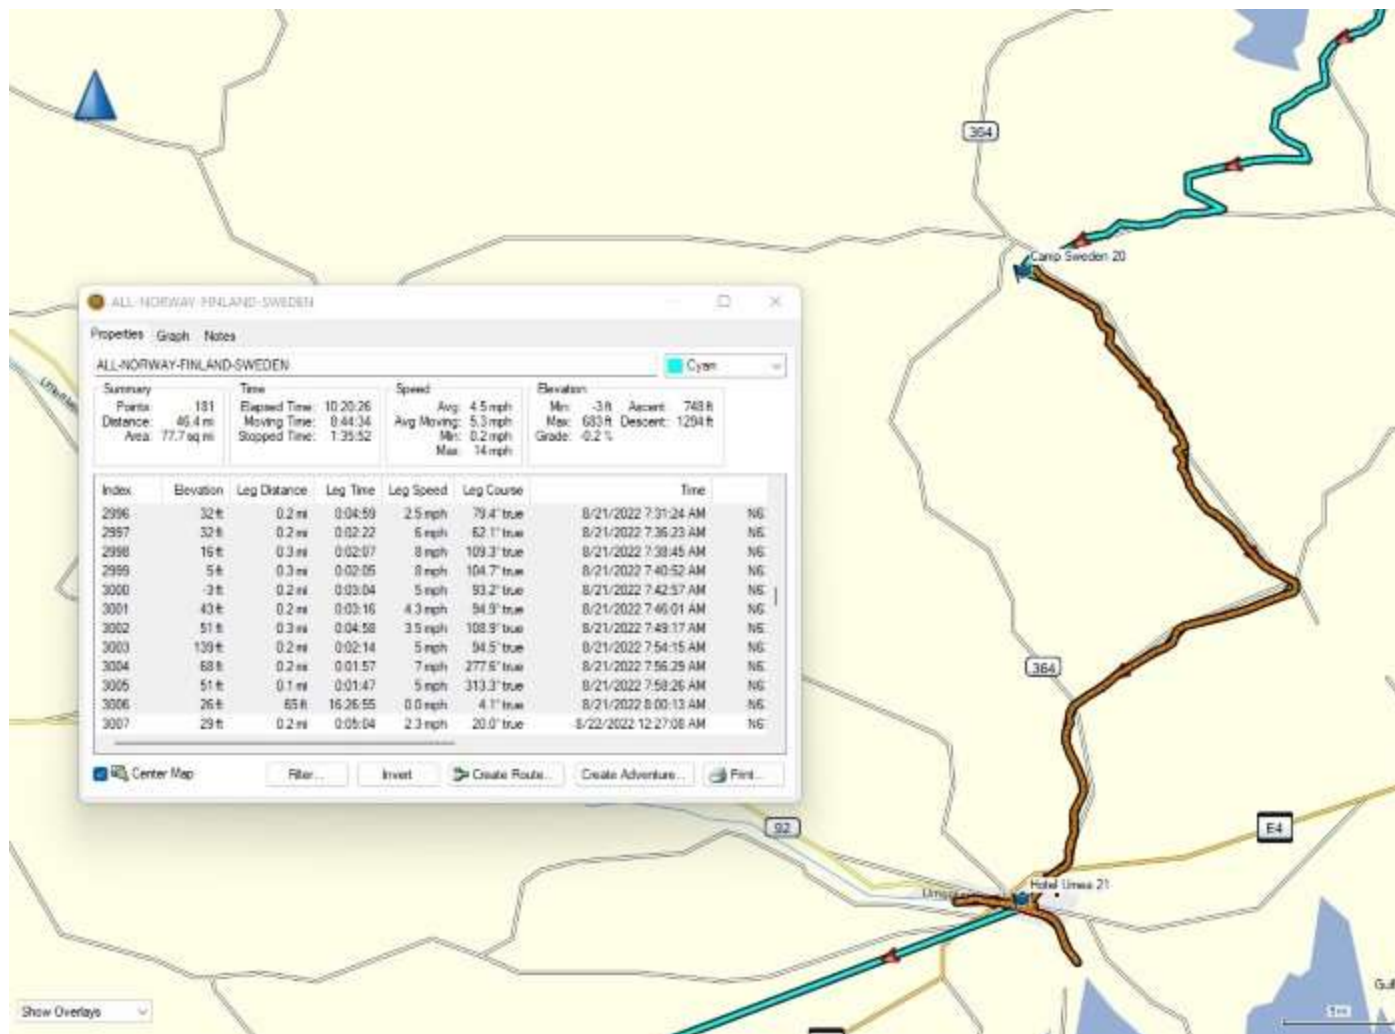 364
Camp Sweden 20
ALL-NORWAY-FINLAND-SWEDEN
Properties Graph Notes
ALL-NORWAY-FINLAND-SWEDEN Cyan
Summary Time Speed Elevation
Points: 181 Elapsed Time: 10:20:26 Avg: 4.5 mph Min: -3 ft Ascent: 748 ft
Distance: 46.4 mi Moving Time: 8:44:34 Avg Moving: 5.3 mph Max: 683 ft Descent: 1294 ft
Area: 77.7 sq mi Stopped Time: 1:35:52 Min: 0.2 mph Grade: -0.2 %
Max: 14 mph
Index Elevation Leg Distance Leg Time Leg Speed Leg Course Time
2996 32 ft 0.2 mi 0:04:59 2.5 mph 79.4° true 8/21/2022 7:31:24 AM N6
2997 32 ft 0.2 mi 0:02:22 6 mph 62.1° true 8/21/2022 7:36:23 AM N6
2998 16 ft 0.3 mi 0:02:07 8 mph 109.3° true 8/21/2022 7:38:45 AM N6
2999 5 ft 0.3 mi 0:02:05 8 mph 104.7° true 8/21/2022 7:40:52 AM N6
3000 -3 ft 0.2 mi 0:03:04 5 mph 93.2° true 8/21/2022 7:42:57 AM N6
3001 43 ft 0.2 mi 0:03:16 4.3 mph 94.9° true 8/21/2022 7:46:01 AM N6
3002 51 ft 0.3 mi 0:04:58 3.5 mph 108.9° true 8/21/2022 7:49:17 AM N6
3003 139 ft 0.2 mi 0:02:14 5 mph 94.5° true 8/21/2022 7:54:15 AM N6
3004 68 ft 0.2 mi 0:01:57 7 mph 277.6° true 8/21/2022 7:56:29 AM N6
3005 51 ft 0.1 mi 0:01:47 5 mph 313.3° true 8/21/2022 7:58:26 AM N6
3006 26 ft 65 ft 16:26:55 0.0 mph 4.1° true 8/21/2022 8:00:13 AM N6
3007 29 ft 0.2 mi 0:05:04 2.3 mph 20.0° true 8/22/2022 12:27:08 AM N6
Center Map Filter... Invert Create Route... Create Adventure... Print...
364
92
E4
Hotel Umea 21
Gulf
Show Overlays